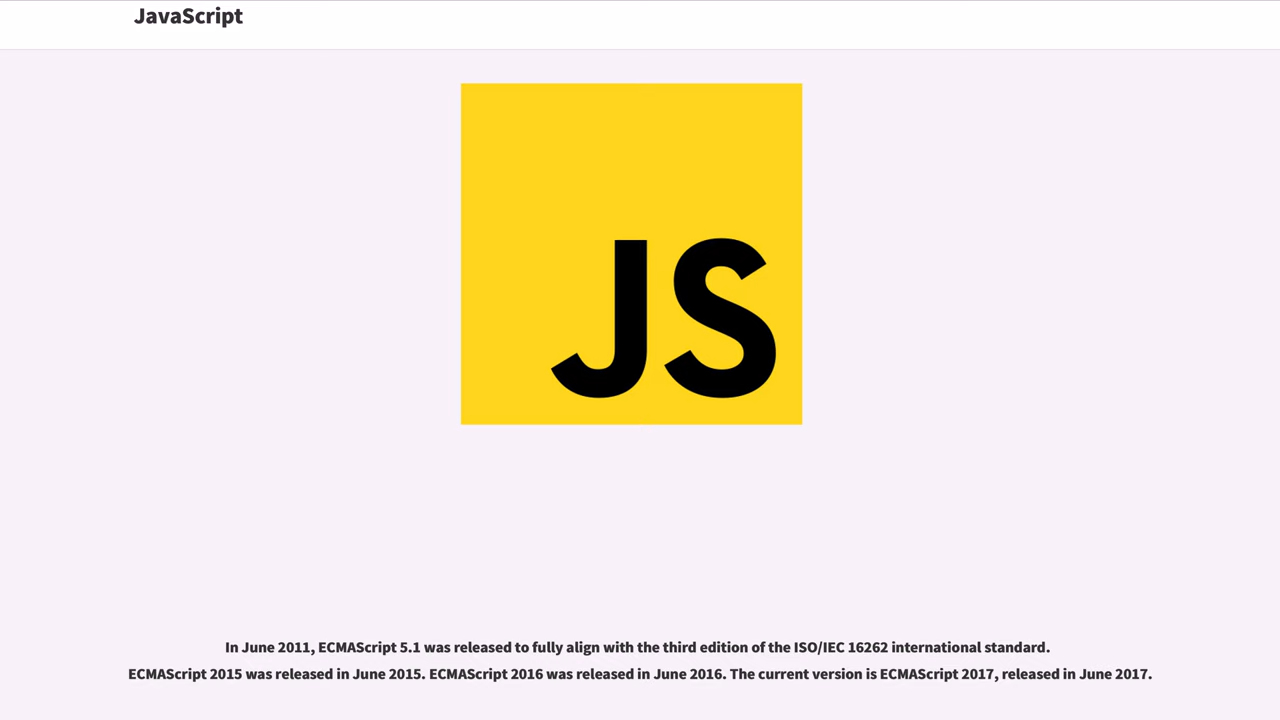 JavaScript
JS
In June 2011, ECMAScript 5.1 was released to fully align with the third edition of the ISO/IEC 16262 international standard.
ECMAScript 2015 was released in June 2015. ECMAScript 2016 was released in June 2016. The current version is ECMAScript 2017, released in June 2017.